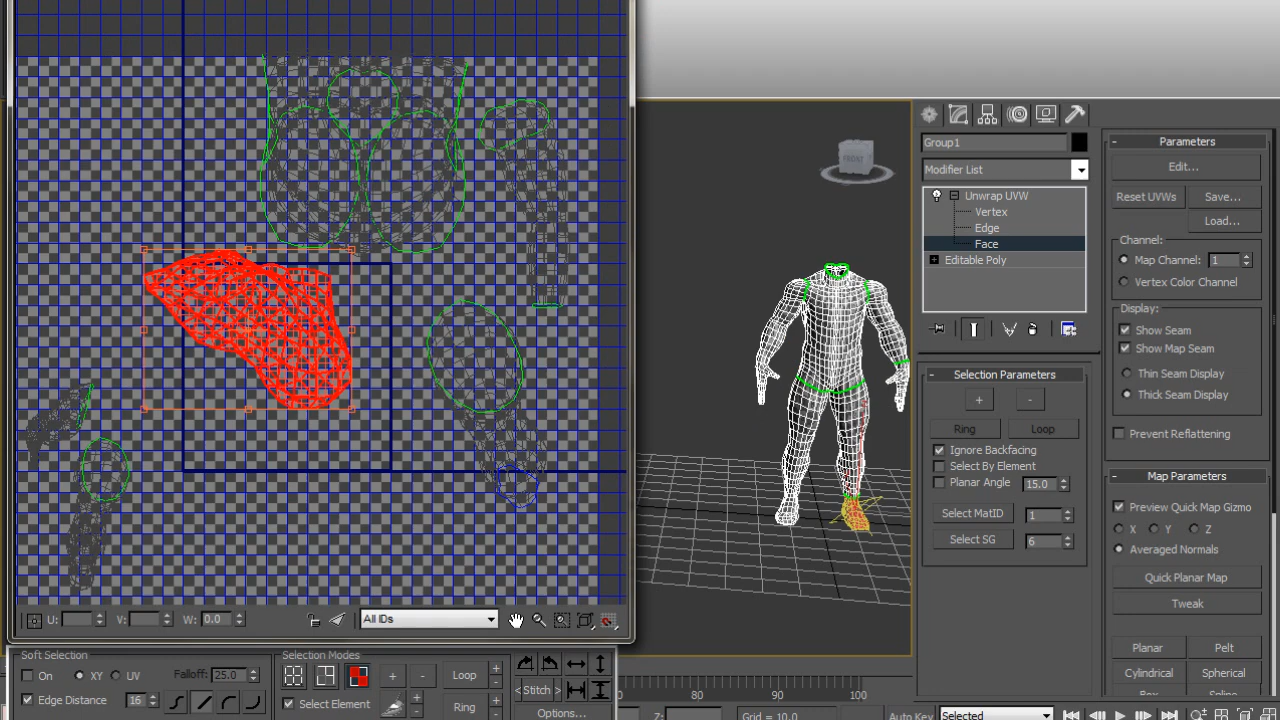 Group1
Modifier List
Unwrap UVW
Vertex
Edge
Face
Editable Poly
Parameters
Edit...
Reset UVWs
Save...
Load...
Channel:
Map Channel: 1
Vertex Color Channel
Display:
Show Seam
Show Map Seam
Thin Seam Display
Thick Seam Display
Prevent Reflattening
Selection Parameters
+ -
Ring Loop
Ignore Backfacing
Select By Element
Planar Angle 15.0
Select MatID 1
Select SG 6
Map Parameters
Preview Quick Map Gizmo
X Y Z
Averaged Normals
Quick Planar Map
Tweak
Planar Pelt
Cylindrical Spherical
Box Spline
U: V: W: 0.0 All IDs
Soft Selection
On XY UV Falloff: 25.0
Edge Distance 16
Selection Modes
+ - Loop + -
Select Element + - Ring +
Stitch
Options...
80 90 100
Z: Grid = 10.0 Auto Key Selected
FRONT